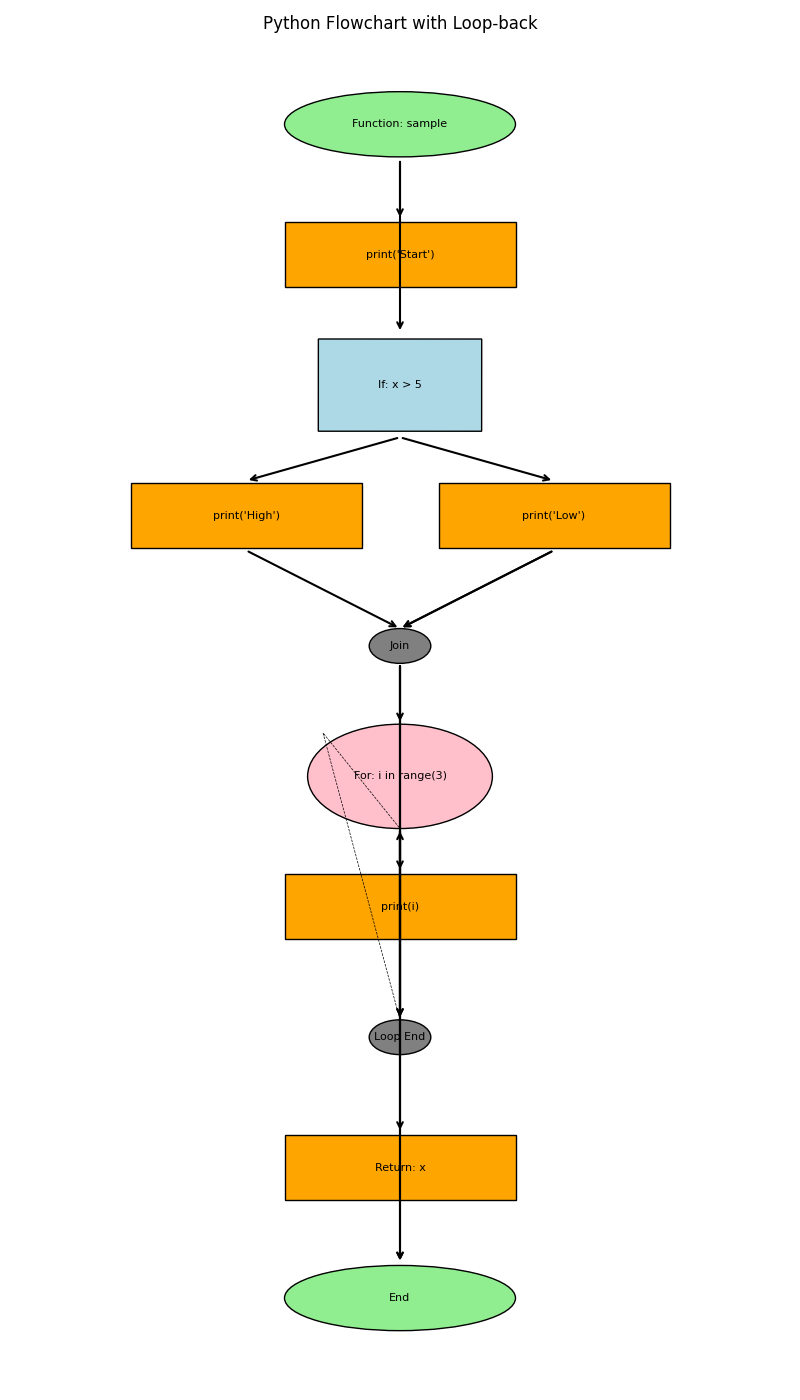 Python Flowchart with Loop-back
Function: sample
print('Start')
If: x > 5
print('High')
print('Low')
Join
For: i in range(3)
print(i)
Loop End
Return: x
End